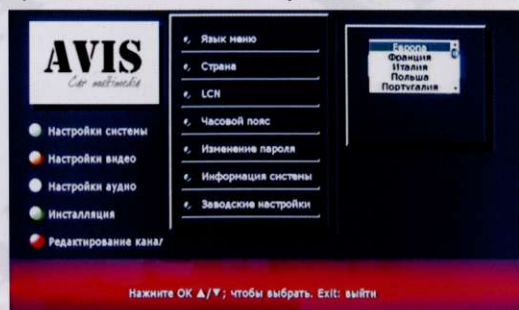 AVIS
Car multimedia
Настройки системы
Настройки видео
Настройки аудио
Инсталляция
Редактирование канал
Язык меню
Страна
LCN
Часовой пояс
Изменение пароля
Информация системы
Заводские настройки
Европа
Франция
Италия
Польша
Португалия
Нажмите OK ▲/▼; чтобы выбрать. Exit: выйти